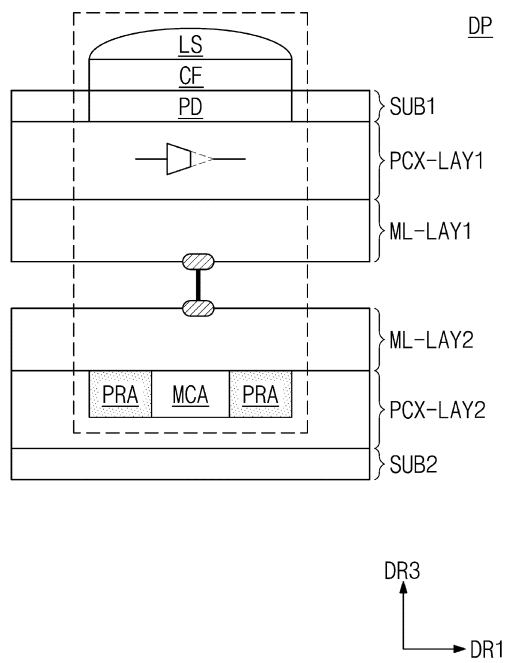 DP
LS
CF
PD
SUB1
PCX-LAY1
ML-LAY1
ML-LAY2
PRA MCA PRA
PCX-LAY2
SUB2
DR3
DR1